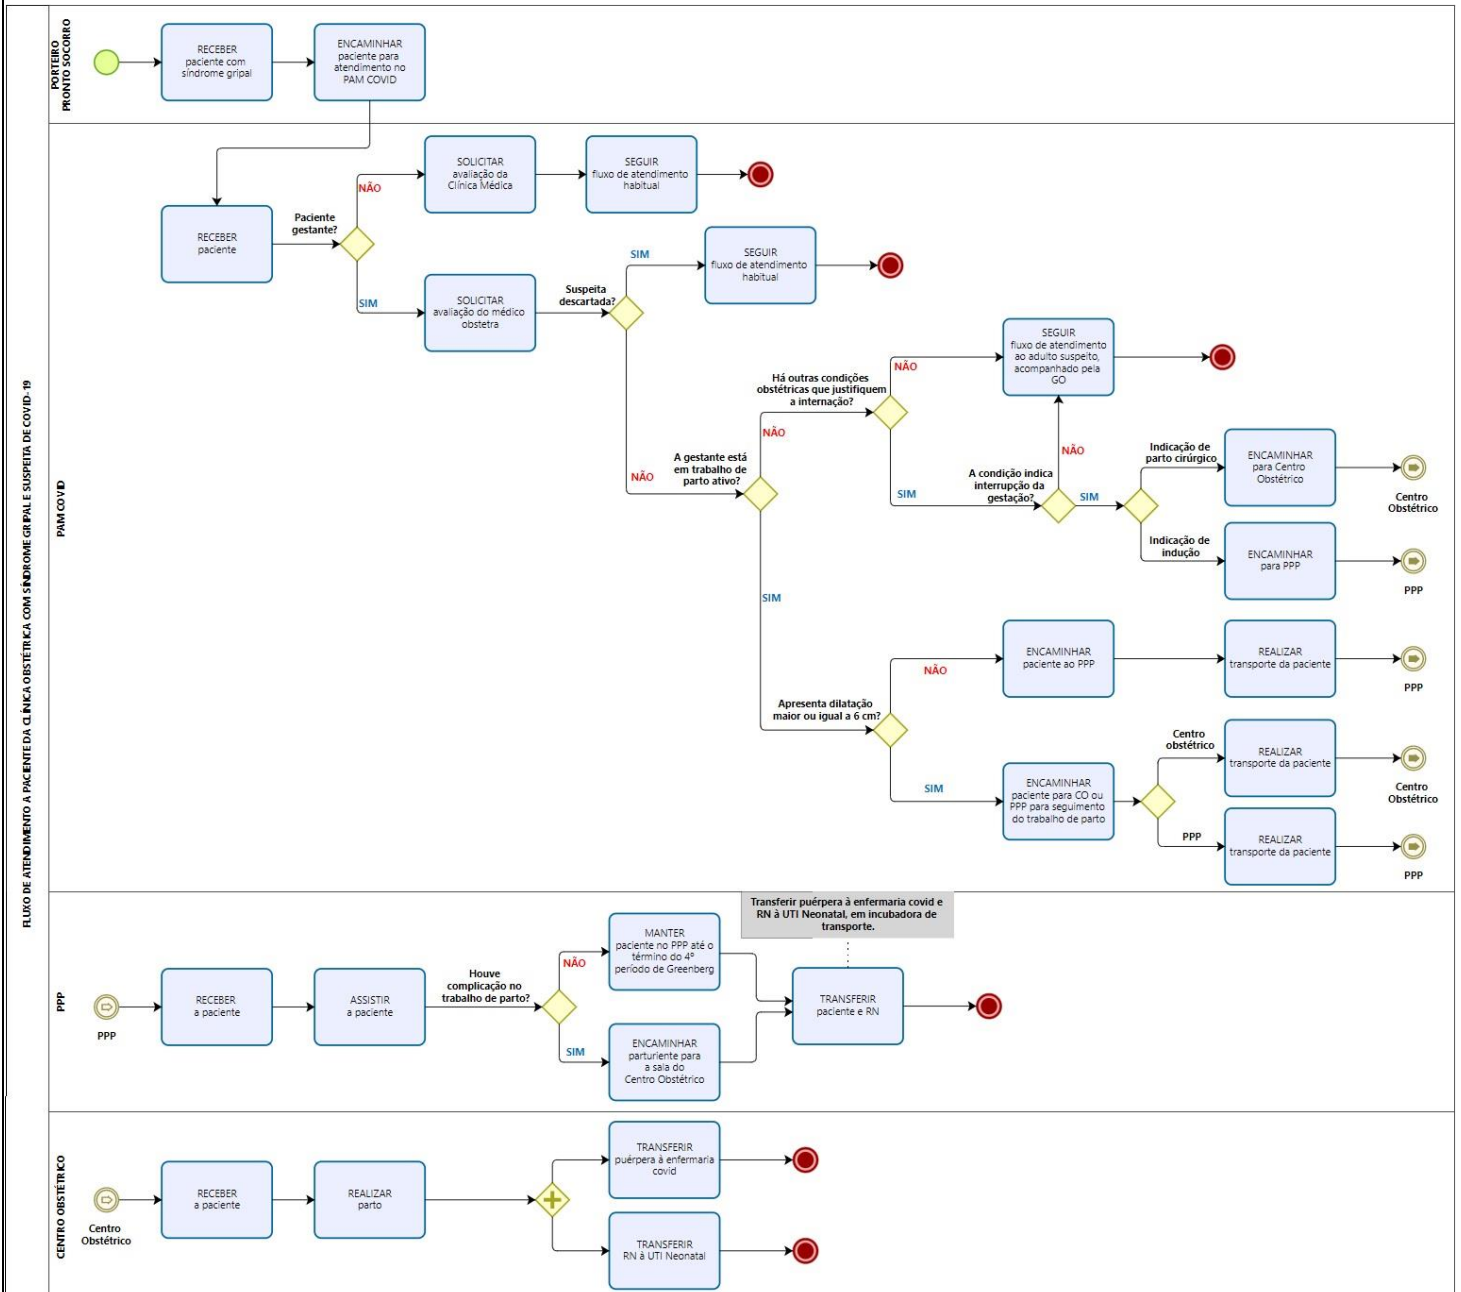 FLUXO DE ATENDIMENTO A PACIENTE DA CLÍNICA OBSTÉTRICA COM SÍNDROME GRIPAL E SUSPEITA DE COVID-19
PORTEIRO
PRONTO SOCORRO
RECEBER
paciente com
síndrome gripal
ENCAMINHAR
paciente para
atendimento no
PAM COVID
PAM COVID
RECEBER
paciente
Paciente
gestante?
NÃO
SOLICITAR
avaliação da
Clínica Médica
SEGUIR
fluxo de atendimento
habitual
SIM
SOLICITAR
avaliação do médico
obstetra
Suspeita
descartada?
SIM
SEGUIR
fluxo de atendimento
habitual
NÃO
A gestante está
em trabalho de
parto ativo?
NÃO
Há outras condições
obstétricas que justifiquem
a internação?
NÃO
SEGUIR
fluxo de atendimento
ao adulto suspeito,
acompanhado pela
GO
SIM
A condição indica
interrupção da
gestação?
NÃO
SIM
Indicação de
parto cirúrgico
ENCAMINHAR
para Centro
Obstétrico
Centro
Obstétrico
Indicação de
indução
ENCAMINHAR
para PPP
PPP
SIM
Apresenta dilatação
maior ou igual a 6 cm?
NÃO
ENCAMINHAR
paciente ao PPP
REALIZAR
transporte da paciente
PPP
SIM
ENCAMINHAR
paciente para CO ou
PPP para seguimento
do trabalho de parto
Centro
obstétrico
REALIZAR
transporte da paciente
Centro
Obstétrico
PPP
REALIZAR
transporte da paciente
PPP
PPP
PPP
RECEBER
a paciente
ASSISTIR
a paciente
Houve
complicação no
trabalho de parto?
NÃO
MANTER
paciente no PPP até o
término do 4º
período de Greenberg
SIM
ENCAMINHAR
parturiente para
a sala do
Centro Obstétrico
Transferir puérpera à enfermaria covid e
RN à UTI Neonatal, em incubadora de
transporte.
TRANSFERIR
paciente e RN
CENTRO OBSTÉTRICO
Centro
Obstétrico
RECEBER
a paciente
REALIZAR
parto
TRANSFERIR
puérpera à enfermaria
covid
TRANSFERIR
RN à UTI Neonatal